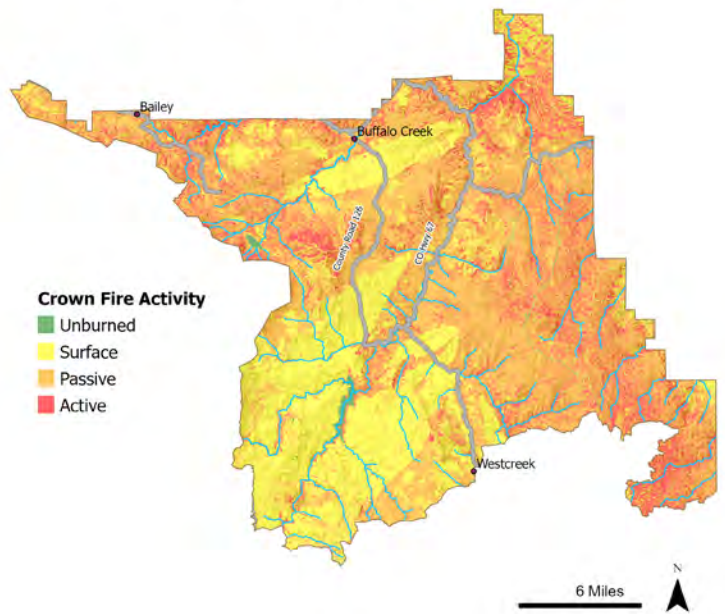 Bailey
Buffalo Creek
County Road 126
CO Hwy 67
Crown Fire Activity
Unburned
Surface
Passive
Active
Westcreek
6 Miles
N